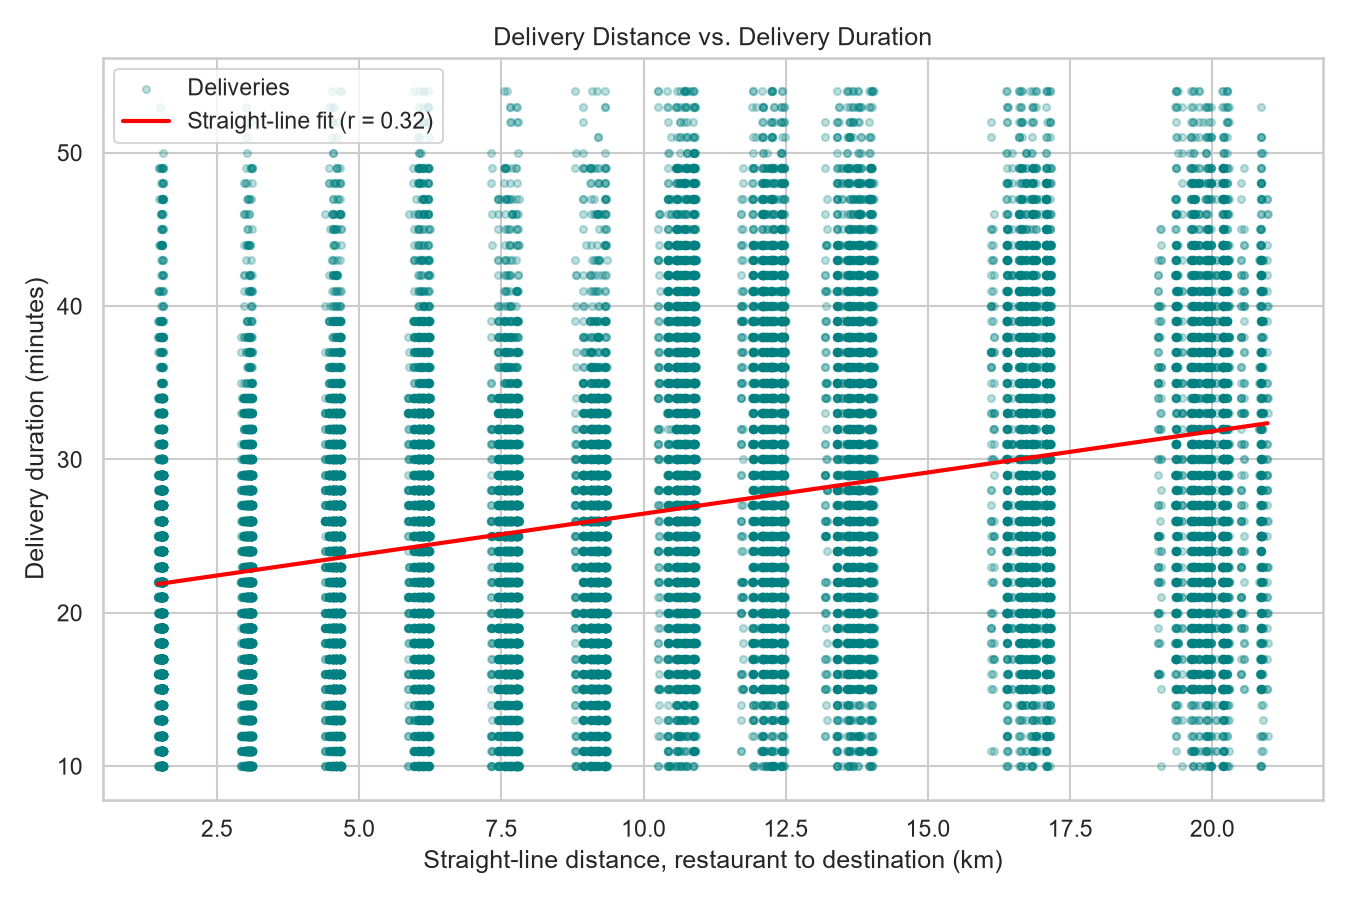 Delivery Distance vs. Delivery Duration
Deliveries
Straight-line fit (r = 0.32)
Delivery duration (minutes)
50
40
30
20
10
2.5 5.0 7.5 10.0 12.5 15.0 17.5 20.0
Straight-line distance, restaurant to destination (km)